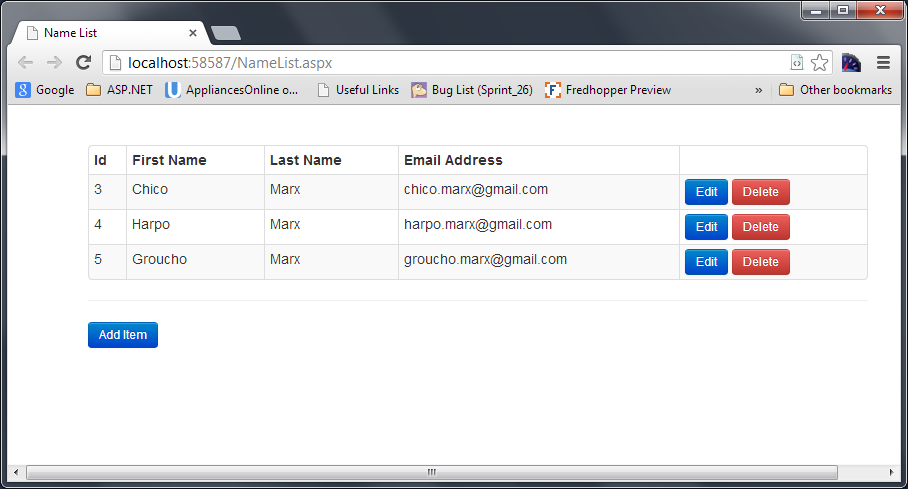 Name List
localhost:58587/NameList.aspx
Google ASP.NET AppliancesOnline o... Useful Links Bug List (Sprint_26) Fredhopper Preview » Other bookmarks
Id First Name Last Name Email Address
3 Chico Marx chico.marx@gmail.com Edit Delete
4 Harpo Marx harpo.marx@gmail.com Edit Delete
5 Groucho Marx groucho.marx@gmail.com Edit Delete
Add Item